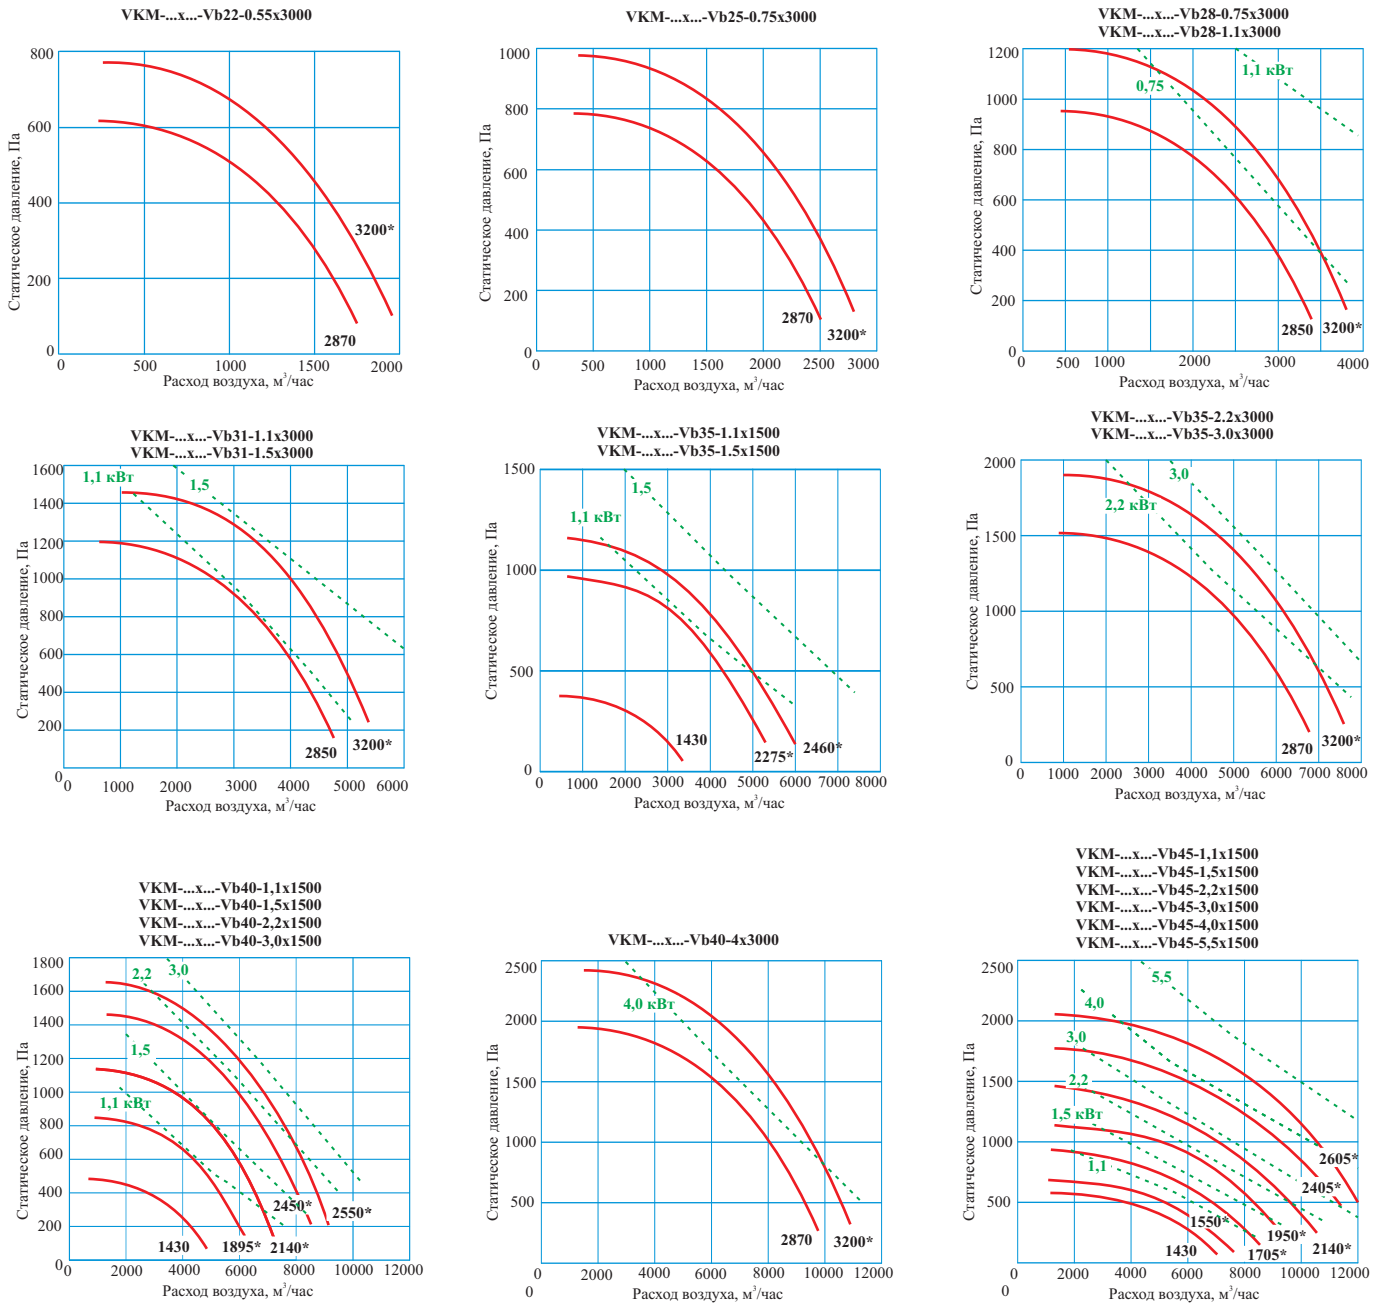 VKM-...x...-Vb22-0.55x3000
800
600
400
200
0
0 500 1000 1500 2000
Статическое давление, Па
Расход воздуха, м³/час
3200*
2870
VKM-...x...-Vb25-0.75x3000
1000
800
600
400
200
0
0 500 1000 1500 2000 2500 3000
Статическое давление, Па
Расход воздуха, м³/час
2870
3200*
VKM-...x...-Vb28-0.75x3000
VKM-...x...-Vb28-1.1x3000
1200
1000
800
600
400
200
0
0 500 1000 2000 3000 4000
Статическое давление, Па
Расход воздуха, м³/час
0,75
1,1 кВт
2850
3200*
VKM-...x...-Vb31-1.1x3000
VKM-...x...-Vb31-1.5x3000
1600
1400
1200
1000
800
600
400
200
0
0 1000 2000 3000 4000 5000 6000
Статическое давление, Па
Расход воздуха, м³/час
1,1 кВт
1,5
2850
3200*
VKM-...x...-Vb35-1.1x1500
VKM-...x...-Vb35-1.5x1500
1500
1000
500
0
0 1000 2000 3000 4000 5000 6000 7000 8000
Статическое давление, Па
Расход воздуха, м³/час
1,5
1,1 кВт
1430
2275*
2460*
VKM-...x...-Vb35-2.2x3000
VKM-...x...-Vb35-3.0x3000
2000
1500
1000
500
0
0 1000 2000 3000 4000 5000 6000 7000 8000
Статическое давление, Па
Расход воздуха, м³/час
3,0
2,2 кВт
2870
3200*
VKM-...x...-Vb40-1,1x1500
VKM-...x...-Vb40-1,5x1500
VKM-...x...-Vb40-2,2x1500
VKM-...x...-Vb40-3,0x1500
1800
1600
1400
1200
1000
800
600
400
200
0
0 2000 4000 6000 8000 10000 12000
Статическое давление, Па
Расход воздуха, м³/час
2,2
3,0
1,5
1,1 кВт
2450*
2550*
1430
1895*
2140*
VKM-...x...-Vb40-4x3000
2500
2000
1500
1000
500
0
0 2000 4000 6000 8000 10000 12000
Статическое давление, Па
Расход воздуха, м³/час
4,0 кВт
2870
3200*
VKM-...x...-Vb45-1,1x1500
VKM-...x...-Vb45-1,5x1500
VKM-...x...-Vb45-2,2x1500
VKM-...x...-Vb45-3,0x1500
VKM-...x...-Vb45-4,0x1500
VKM-...x...-Vb45-5,5x1500
2500
2000
1500
1000
500
0
0 2000 4000 6000 8000 10000 12000
Статическое давление, Па
Расход воздуха, м³/час
5,5
4,0
3,0
2,2
1,5 кВт
1,1
2605*
2405*
1550*
1950*
2140*
1705*
1430